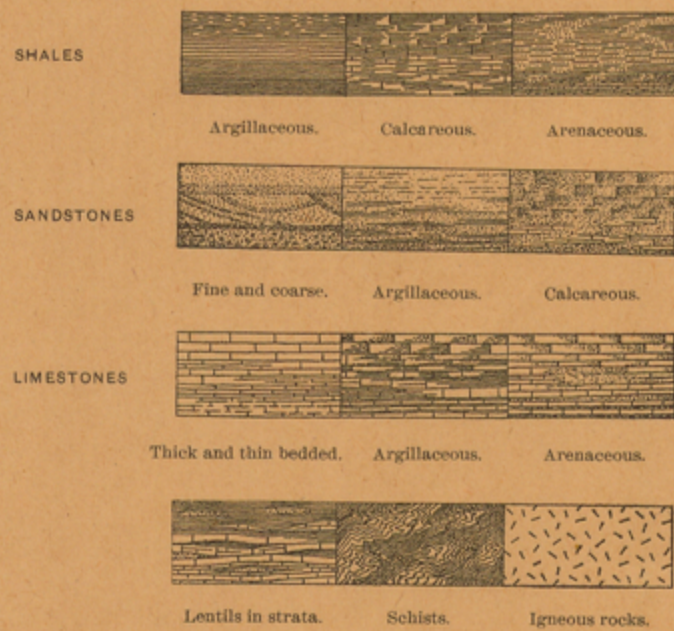 SHALES
Argillaceous. Calcareous. Arenaceous.
SANDSTONES
Fine and coarse. Argillaceous. Calcareous.
LIMESTONES
Thick and thin bedded. Argillaceous. Arenaceous.
Lentils in strata. Schists. Igneous rocks.